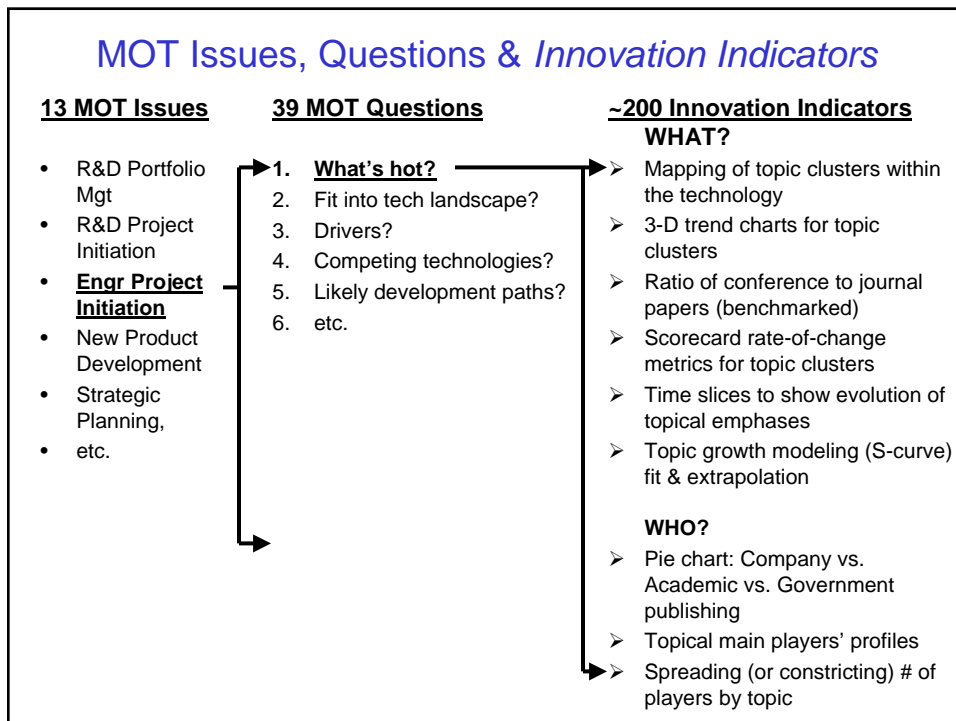 MOT Issues, Questions & Innovation Indicators
13 MOT Issues
• R&D Portfolio
Mgt
• R&D Project
Initiation
• Engr Project
Initiation
• New Product
Development
• Strategic
Planning,
• etc.
39 MOT Questions
1. What's hot?
2. Fit into tech landscape?
3. Drivers?
4. Competing technologies?
5. Likely development paths?
6. etc.
~200 Innovation Indicators
WHAT?
➢ Mapping of topic clusters within
the technology
➢ 3-D trend charts for topic
clusters
➢ Ratio of conference to journal
papers (benchmarked)
➢ Scorecard rate-of-change
metrics for topic clusters
➢ Time slices to show evolution of
topical emphases
➢ Topic growth modeling (S-curve)
fit & extrapolation
WHO?
➢ Pie chart: Company vs.
Academic vs. Government
publishing
➢ Topical main players' profiles
➢ Spreading (or constricting) # of
players by topic